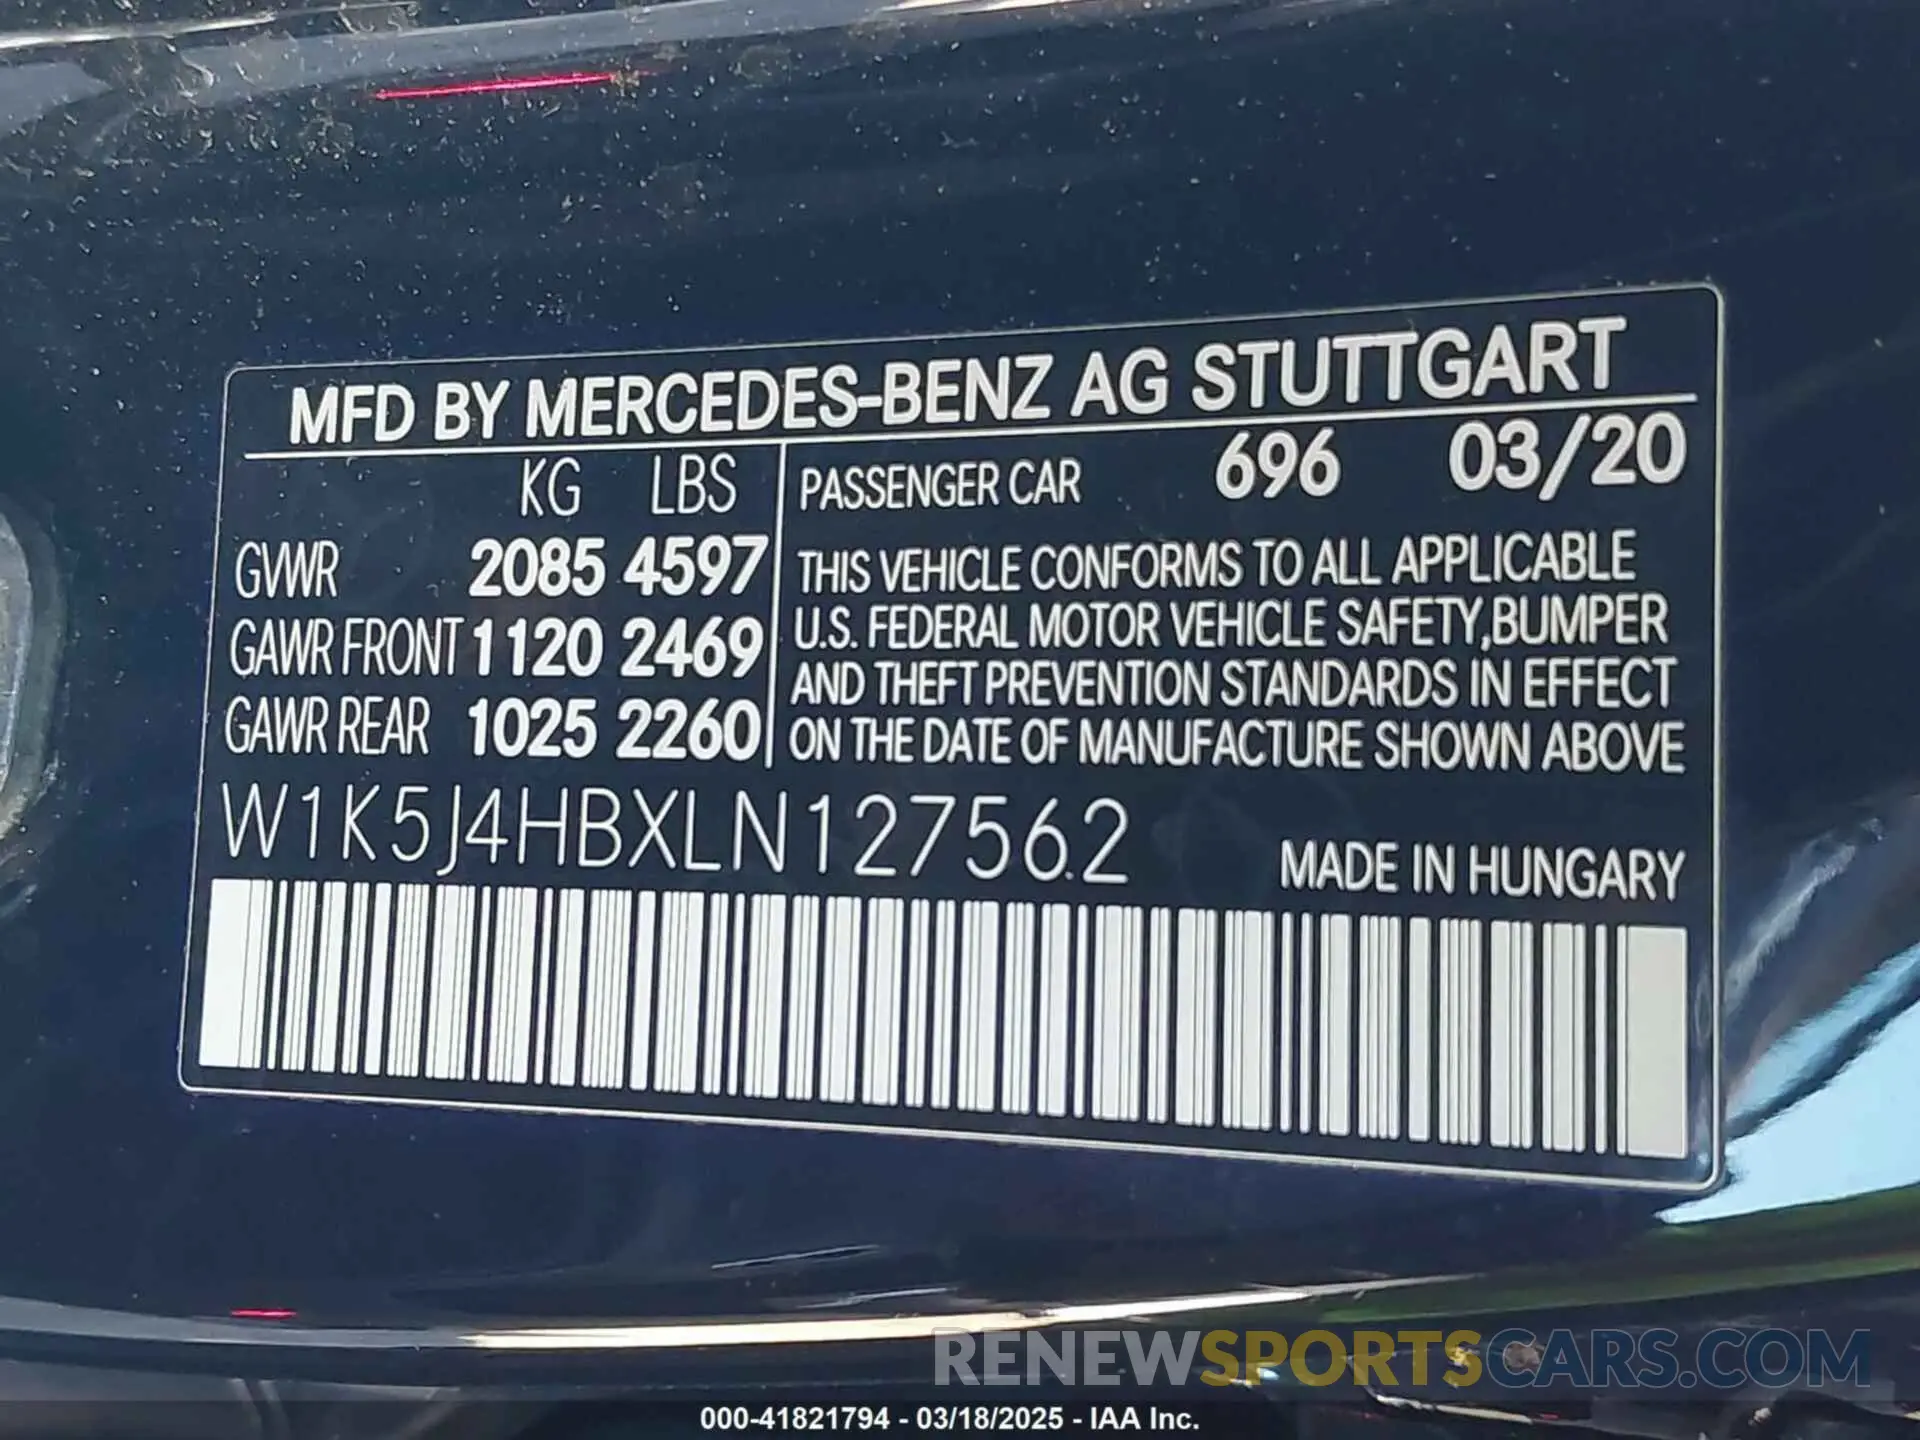 MFD BY MERCEDES-BENZ AG STUTTGART
KG LBS
GVWR 2085 4597
GAWR FRONT 1120 2469
GAWR REAR 1025 2260
PASSENGER CAR 696 03/20
THIS VEHICLE CONFORMS TO ALL APPLICABLE
U.S. FEDERAL MOTOR VEHICLE SAFETY,BUMPER
AND THEFT PREVENTION STANDARDS IN EFFECT
ON THE DATE OF MANUFACTURE SHOWN ABOVE
W1K5J4HBXLN127562
MADE IN HUNGARY
RENEWSPORTSCARS.COM
000-41821794 - 03/18/2025 - IAA Inc.